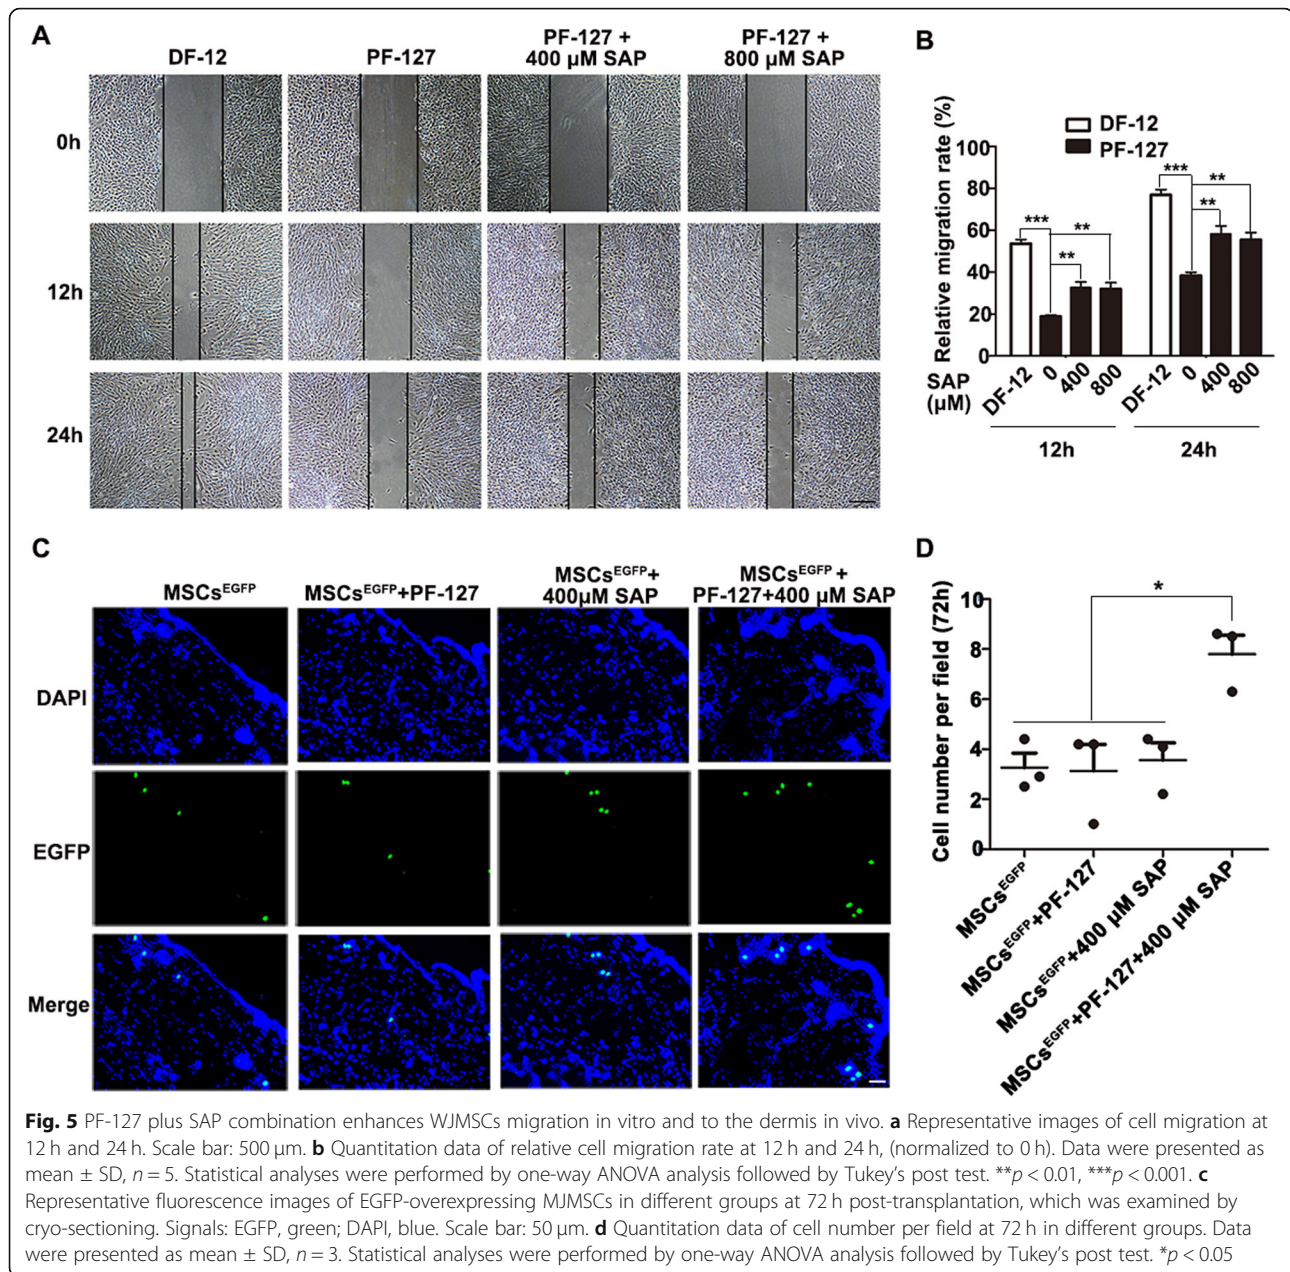 A
DF-12
PF-127
PF-127 +
400 µM SAP
PF-127 +
800 µM SAP
0h
12h
24h
B
DF-12
PF-127
Relative migration rate (%)
100
80
60
40
20
0
***
**
**
***
**
**
SAP
(µM)
DF-12
0
400
800
DF-12
0
400
800
12h
24h
C
MSCsEGFP
MSCsEGFP+PF-127
MSCsEGFP+
400µM SAP
MSCsEGFP+
PF-127+400 µM SAP
DAPI
EGFP
Merge
D
*
Cell number per field (72h)
10
8
6
4
2
0
MSCsEGFP
MSCsEGFP+PF-127
MSCsEGFP+400 µM SAP
MSCsEGFP+PF-127+400 µM SAP
Fig. 5 PF-127 plus SAP combination enhances WJMSCs migration in vitro and to the dermis in vivo. a Representative images of cell migration at
12 h and 24 h. Scale bar: 500 µm. b Quantitation data of relative cell migration rate at 12 h and 24 h, (normalized to 0 h). Data were presented as
mean ± SD, n = 5. Statistical analyses were performed by one-way ANOVA analysis followed by Tukey's post test. **p < 0.01, ***p < 0.001. c
Representative fluorescence images of EGFP-overexpressing MJMSCs in different groups at 72 h post-transplantation, which was examined by
cryo-sectioning. Signals: EGFP, green; DAPI, blue. Scale bar: 50 µm. d Quantitation data of cell number per field at 72 h in different groups. Data
were presented as mean ± SD, n = 3. Statistical analyses were performed by one-way ANOVA analysis followed by Tukey's post test. *p < 0.05